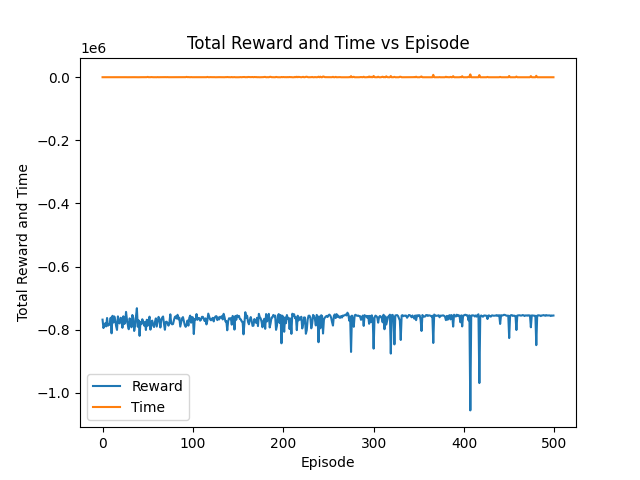 Total Reward and Time vs Episode
1e6
0.0
−0.2
−0.4
−0.6
−0.8
−1.0
Total Reward and Time
Reward
Time
0 100 200 300 400 500
Episode